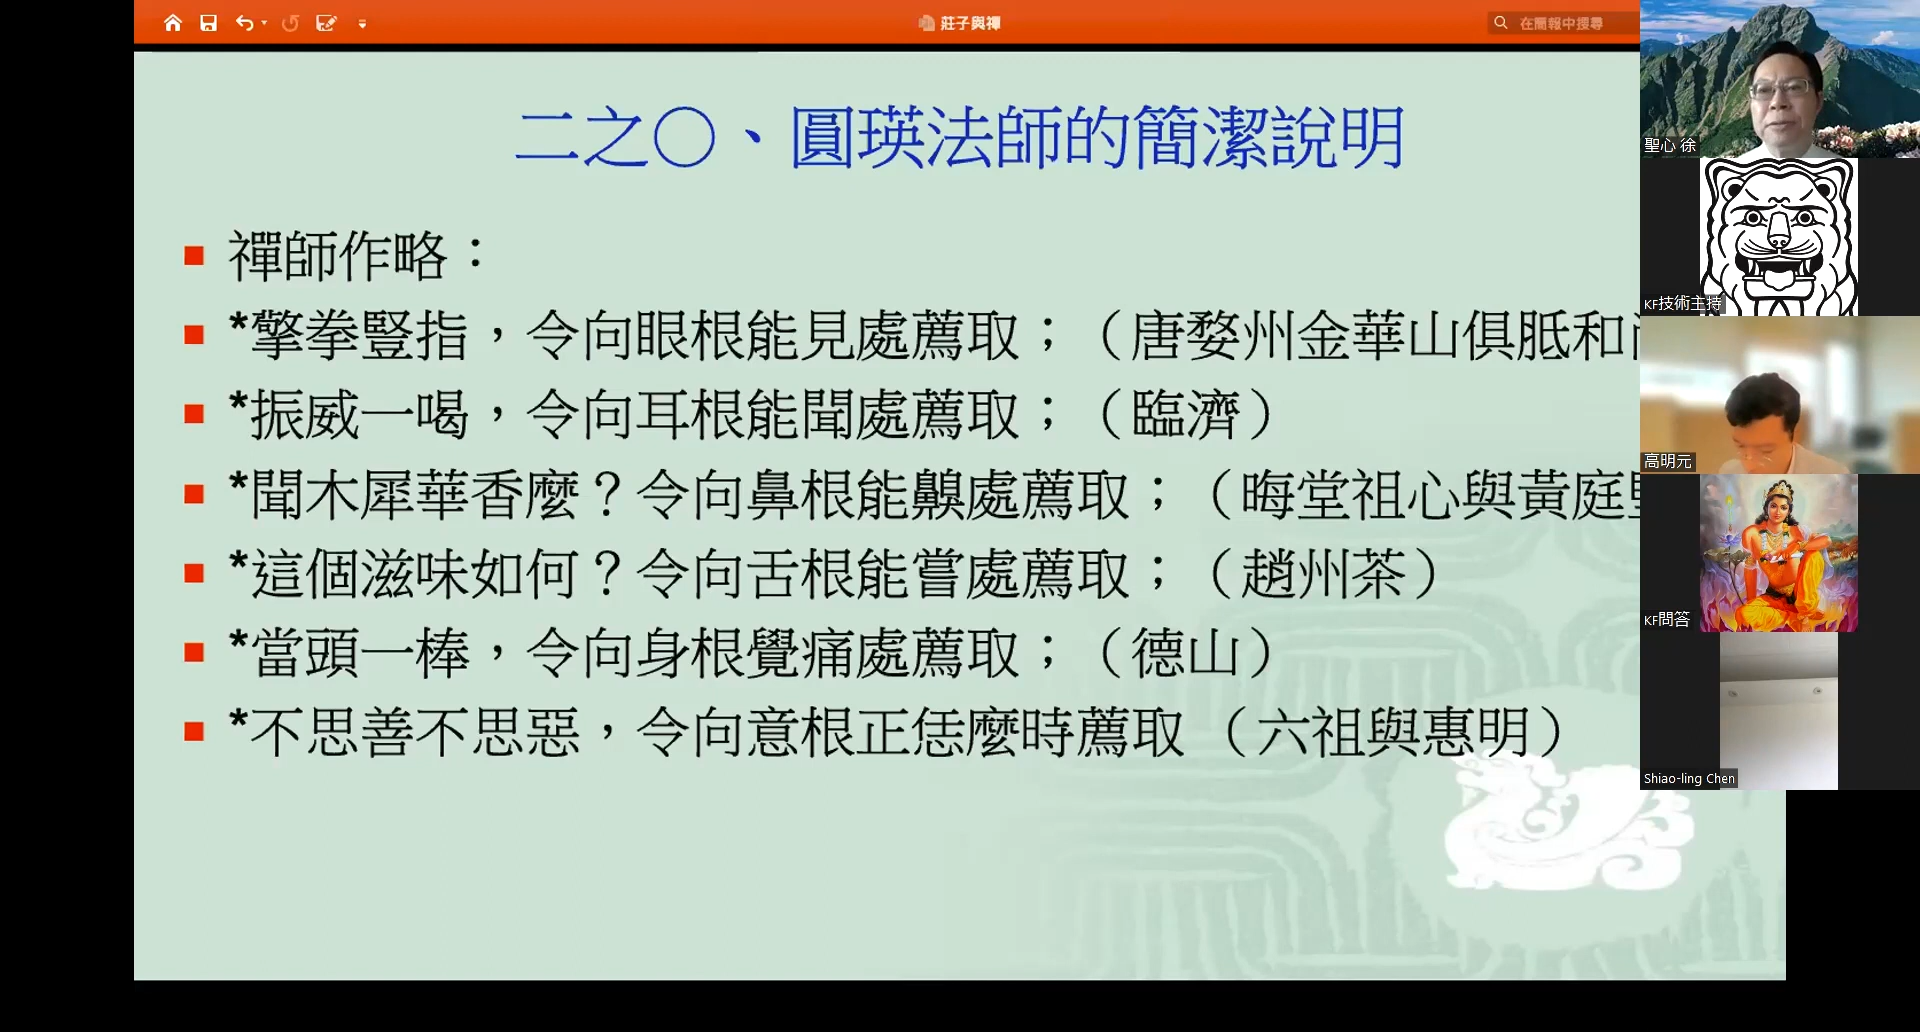 莊子與禪
在簡報中搜尋
二之〇、圓瑛法師的簡潔說明
禪師作略：
*擎拳豎指，令向眼根能見處薦取；（唐婺州金華山俱胝和
*振威一喝，令向耳根能聞處薦取；（臨濟）
*聞木犀華香麼？令向鼻根能齅處薦取；（晦堂祖心與黃庭
*這個滋味如何？令向舌根能嘗處薦取；（趙州茶）
*當頭一棒，令向身根覺痛處薦取；（德山）
*不思善不思惡，令向意根正恁麼時薦取（六祖與惠明）
聖心 徐
KF技術主持
高明元
KF問答
Shiao-ling Chen